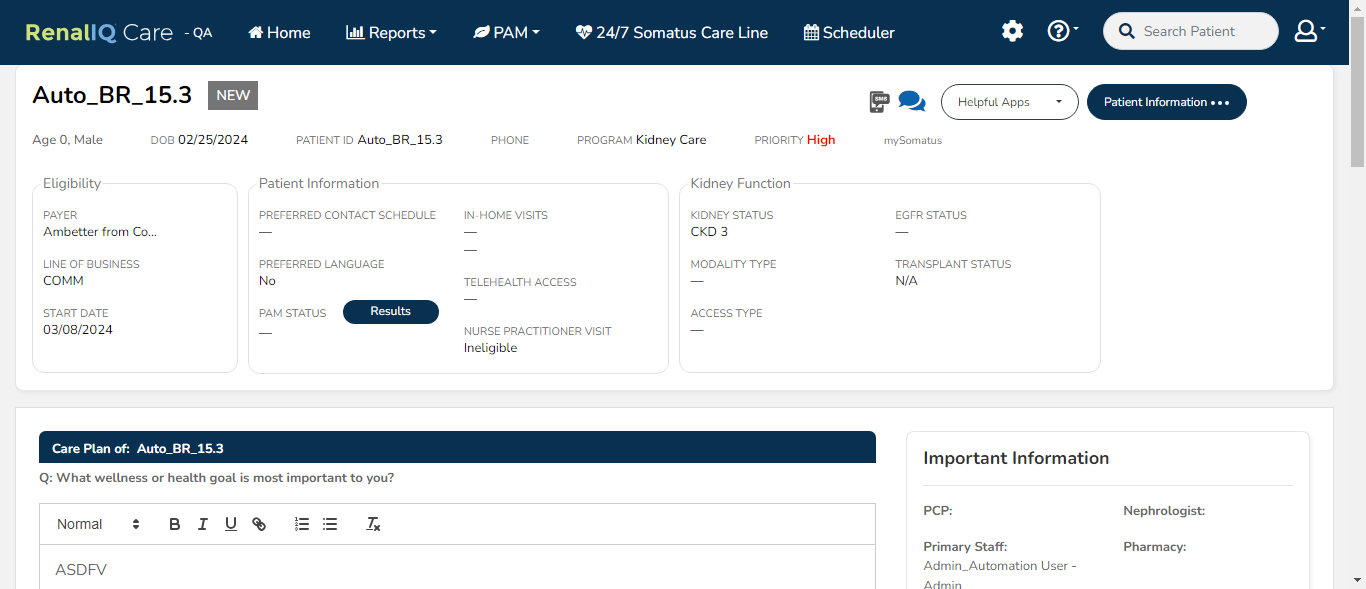 RenalIQ Care - QA Home Reports PAM 24/7 Somatus Care Line Scheduler Search Patient
Auto_BR_15.3 NEW SMS Helpful Apps Patient Information
Age 0, Male DOB 02/25/2024 PATIENT ID Auto_BR_15.3 PHONE PROGRAM Kidney Care PRIORITY High mySomatus
Eligibility
PAYER
Ambetter from Co...
LINE OF BUSINESS
COMM
START DATE
03/08/2024
Patient Information
PREFERRED CONTACT SCHEDULE
—
PREFERRED LANGUAGE
No
PAM STATUS Results
—
IN-HOME VISITS
—
—
TELEHEALTH ACCESS
—
NURSE PRACTITIONER VISIT
Ineligible
Kidney Function
KIDNEY STATUS
CKD 3
MODALITY TYPE
—
ACCESS TYPE
—
EGFR STATUS
—
TRANSPLANT STATUS
N/A
Care Plan of: Auto_BR_15.3
Q: What wellness or health goal is most important to you?
Normal B I U
ASDFV
Important Information
PCP: Nephrologist:
Primary Staff: Pharmacy:
Admin_Automation User -
Admin